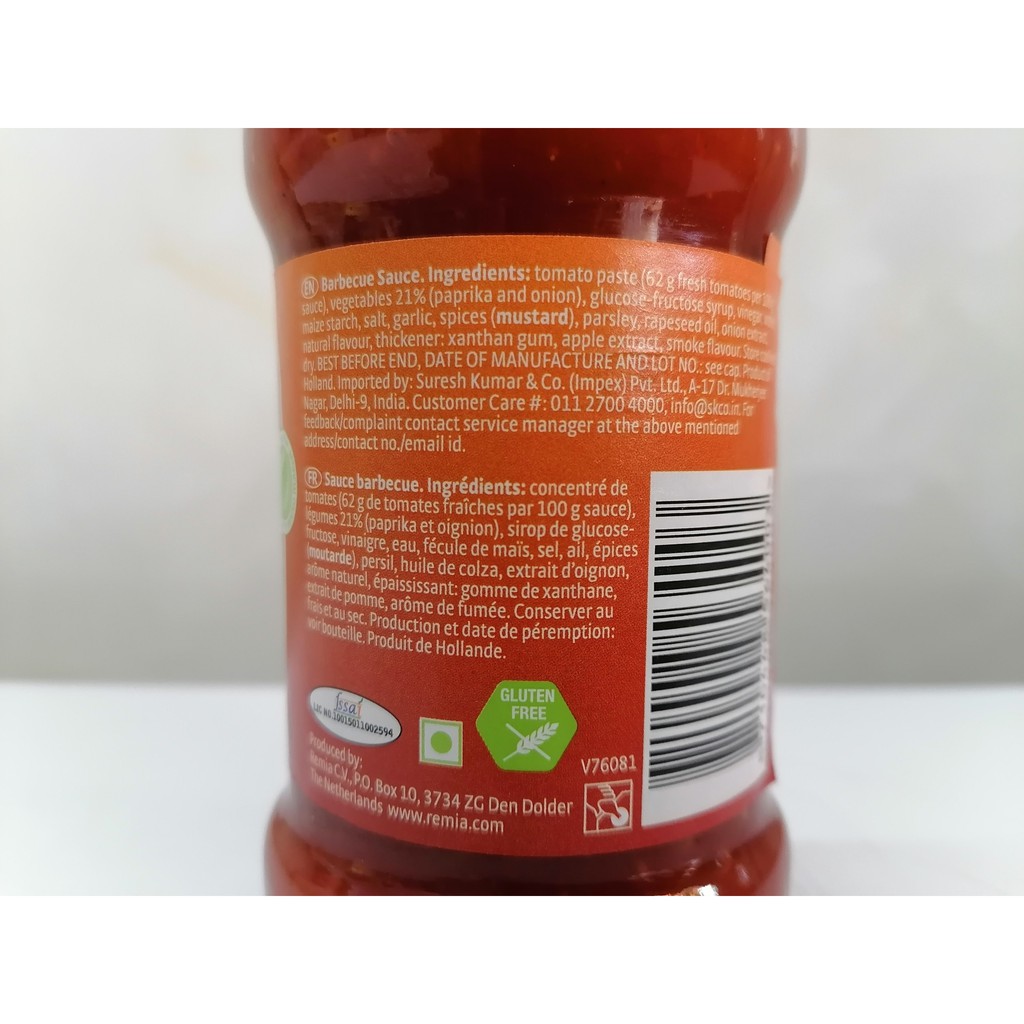 EN Barbecue Sauce. Ingredients: tomato paste (62 g fresh tomatoes per
sauce), vegetables 21% (paprika and onion), glucose-fructose syrup, vinegar,
maize starch, salt, garlic, spices (mustard), parsley, rapeseed oil, onion extract,
natural flavour, thickener: xanthan gum, apple extract, smoke flavour. Store
dry. BEST BEFORE END, DATE OF MANUFACTURE AND LOT NO.: see cap.
Holland. Imported by: Suresh Kumar & Co. (Impex) Pvt. Ltd., A-17 Dr.
Nagar, Delhi-9, India. Customer Care #: 011 2700 4000, info@skco.in. For
feedback/complaint contact service manager at the above mentioned
address/contact no./email id.
FR Sauce barbecue. Ingrédients: concentré de
tomates (62 g de tomates fraîches par 100 g sauce),
légumes 21% (paprika et oignion), sirop de glucose-
fructose, vinaigre, eau, fécule de maïs, sel, ail, épices
(moutarde), persil, huile de colza, extrait d'oignon,
arôme naturel, épaississant: gomme de xanthane,
extrait de pomme, arôme de fumée. Conserver au
frais et au sec. Production et date de péremption:
voir bouteille. Produit de Hollande.
fssai
LIC NO. 10015011002594
GLUTEN
FREE
V76081
Produced by:
Remia C.V., P.O. Box 10, 3734 ZG Den Dolder
The Netherlands www.remia.com